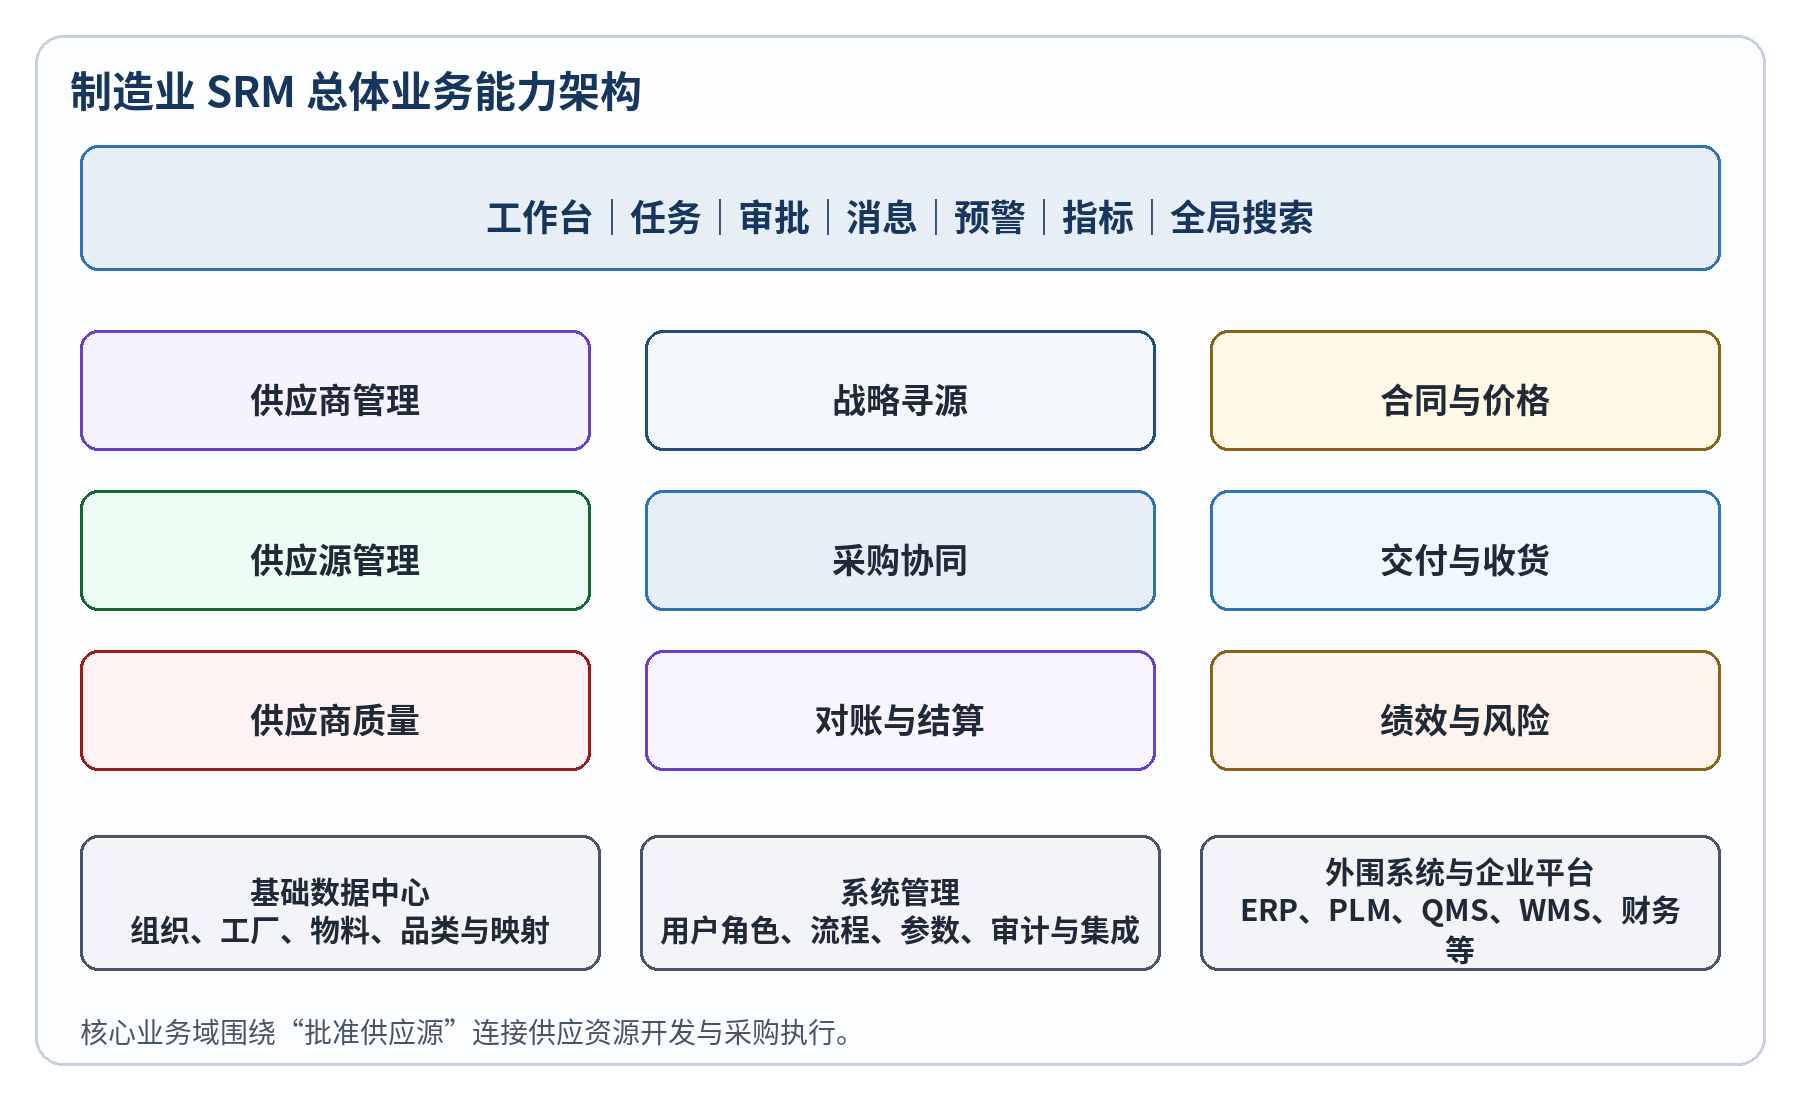 制造业 SRM 总体业务能力架构
工作台｜任务｜审批｜消息｜预警｜指标｜全局搜索
供应商管理
战略寻源
合同与价格
供应源管理
采购协同
交付与收货
供应商质量
对账与结算
绩效与风险
基础数据中心
组织、工厂、物料、品类与映射
系统管理
用户角色、流程、参数、审计与集成
外围系统与企业平台
ERP、PLM、QMS、WMS、财务
等
核心业务域围绕“批准供应源”连接供应资源开发与采购执行。